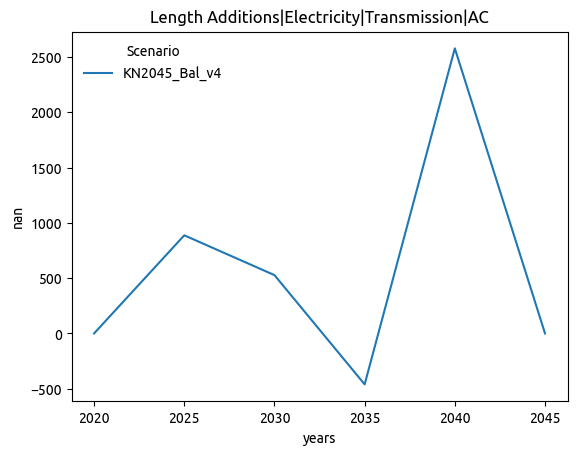 Length Additions|Electricity|Transmission|AC
Scenario
KN2045_Bal_v4
2500
2000
1500
1000
500
0
−500
nan
2020 2025 2030 2035 2040 2045
years